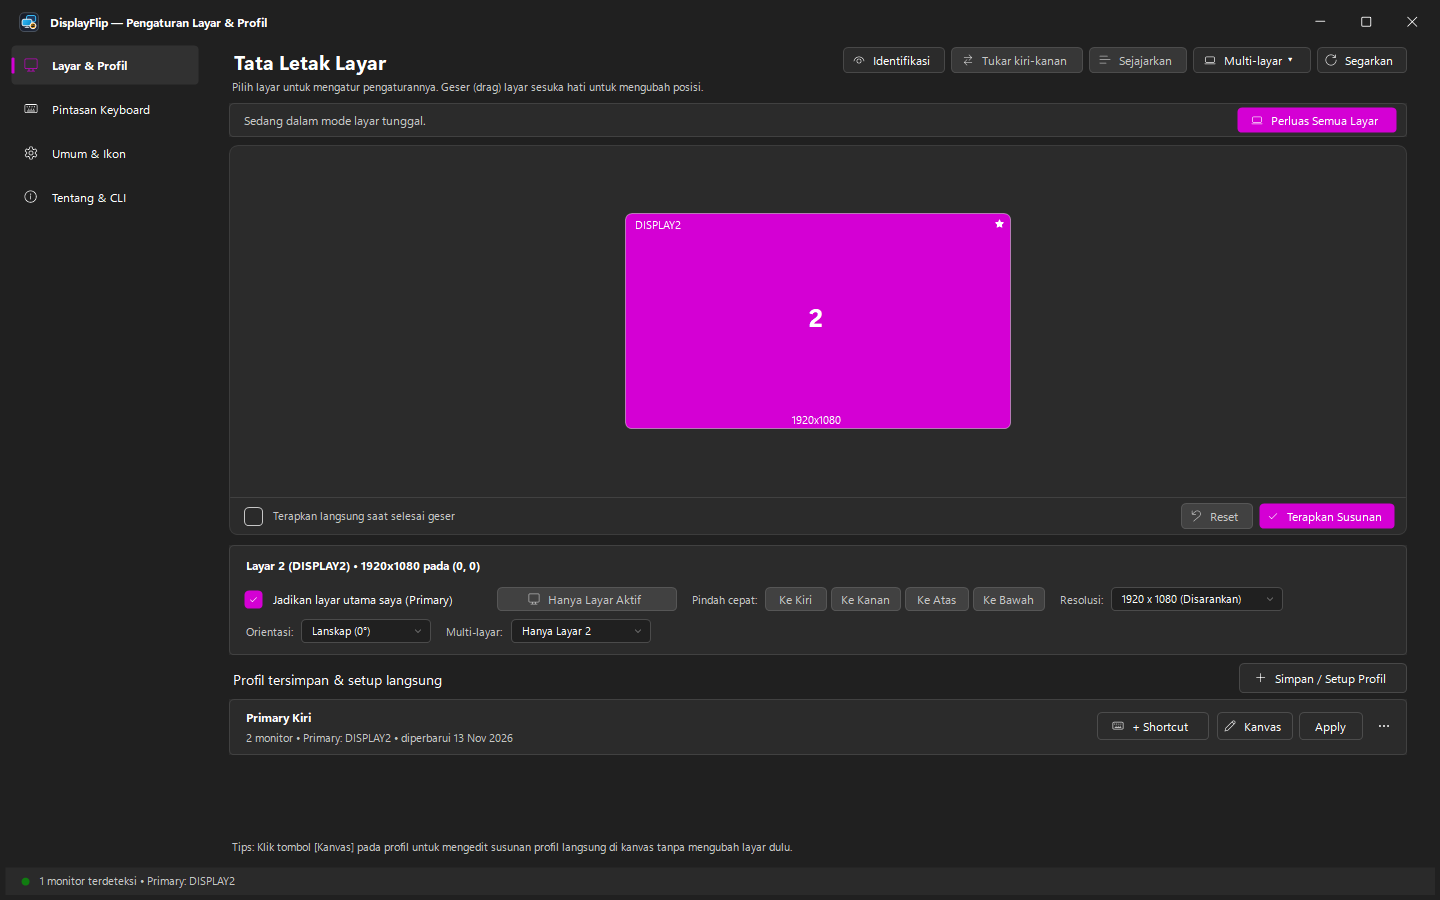 DisplayFlip — Pengaturan Layar & Profil
Layar & Profil
Pintasan Keyboard
Umum & Ikon
Tentang & CLI
Tata Letak Layar
Identifikasi
Tukar kiri-kanan
Sejajarkan
Multi-layar
Segarkan
Pilih layar untuk mengatur pengaturannya. Geser (drag) layar sesuka hati untuk mengubah posisi.
Sedang dalam mode layar tunggal.
Perluas Semua Layar
DISPLAY2
2
1920x1080
Terapkan langsung saat selesai geser
Reset
Terapkan Susunan
Layar 2 (DISPLAY2) • 1920x1080 pada (0, 0)
Jadikan layar utama saya (Primary)
Hanya Layar Aktif
Pindah cepat:
Ke Kiri
Ke Kanan
Ke Atas
Ke Bawah
Resolusi:
1920 x 1080 (Disarankan)
Orientasi:
Lanskap (0°)
Multi-layar:
Hanya Layar 2
Profil tersimpan & setup langsung
Simpan / Setup Profil
Primary Kiri
2 monitor • Primary: DISPLAY2 • diperbarui 13 Nov 2026
+ Shortcut
Kanvas
Apply
Tips: Klik tombol [Kanvas] pada profil untuk mengedit susunan profil langsung di kanvas tanpa mengubah layar dulu.
1 monitor terdeteksi • Primary: DISPLAY2